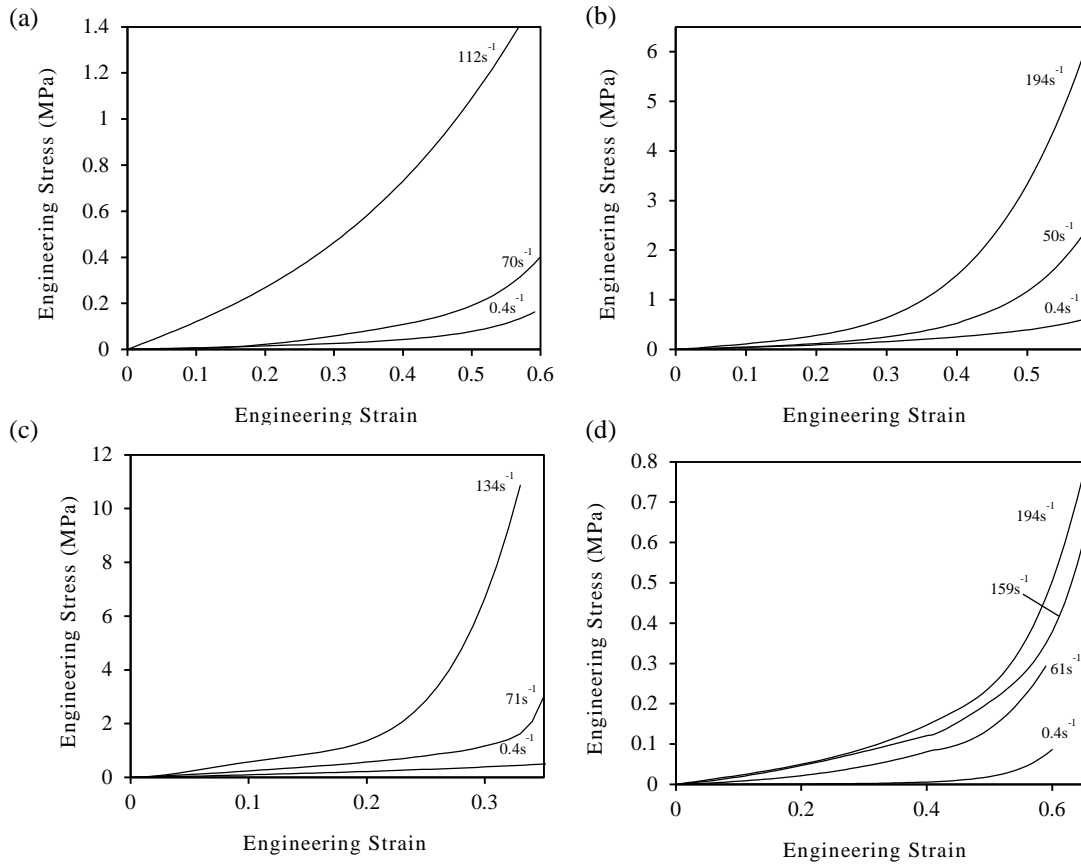 (a)
Engineering Stress (MPa)
1.4
1.2
1
0.8
0.6
0.4
0.2
0
112s⁻¹
70s⁻¹
0.4s⁻¹
0 0.1 0.2 0.3 0.4 0.5 0.6
Engineering Strain
(b)
Engineering Stress (MPa)
6
5
4
3
2
1
0
194s⁻¹
50s⁻¹
0.4s⁻¹
0 0.1 0.2 0.3 0.4 0.5
Engineering Strain
(c)
Engineering Stress (MPa)
12
10
8
6
4
2
0
134s⁻¹
71s⁻¹
0.4s⁻¹
0 0.1 0.2 0.3
Engineering Strain
(d)
Engineering Stress (MPa)
0.8
0.7
0.6
0.5
0.4
0.3
0.2
0.1
0
194s⁻¹
159s⁻¹
61s⁻¹
0.4s⁻¹
0 0.2 0.4 0.6
Engineering Strain